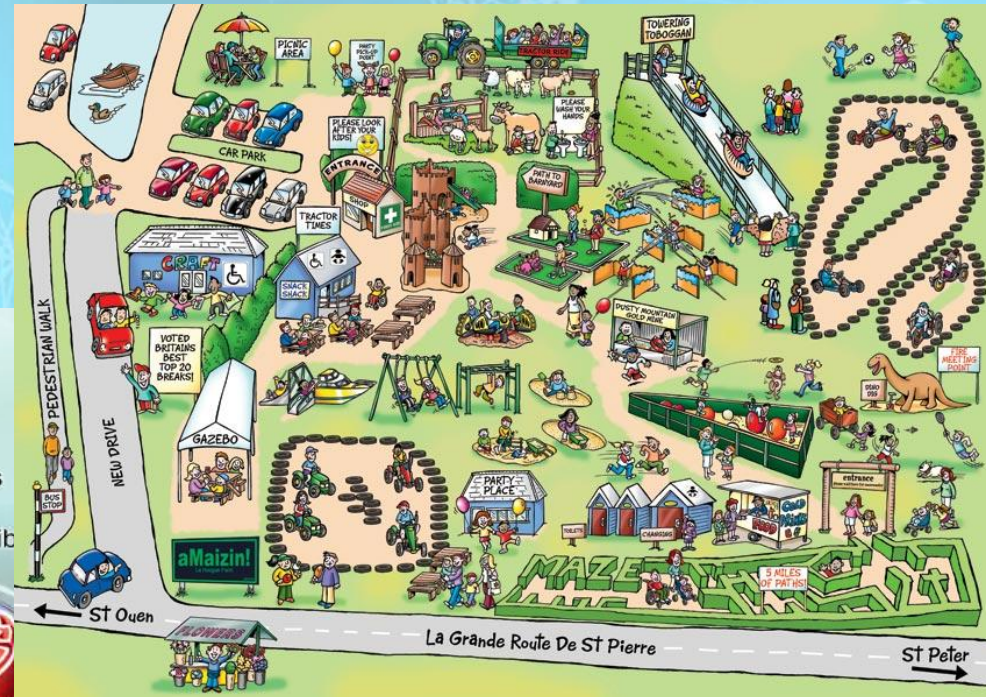 TOWERING
TOBOGGAN
PICNIC
AREA
PARTY
PICK-UP
POINT
TRACTOR RIDE
PLEASE LOOK
AFTER YOUR
KIDS!
PLEASE
WASH YOUR
HANDS
CAR PARK
ENTRANCE
SHOP
PATH TO
BARNYARD
TRACTOR
TIMES
CRAFT
SNACK
SHACK
DUSTY MOUNTAIN
GOLD MINE
VOTED
BRITAINS
BEST
TOP 20
BREAKS!
FIRE
MEETING
POINT
DINO
DIG
PEDESTRIAN WALK
NEW DRIVE
GAZEBO
PARTY
PLACE
entrance
BUS
STOP
TOILETS
CHANGING
FOOD
COLD
DRINKS
aMaizin!
MAZE
5 MILES
OF PATHS!
St Ouen
La Grande Route De St Pierre
St Peter
FLOWERS